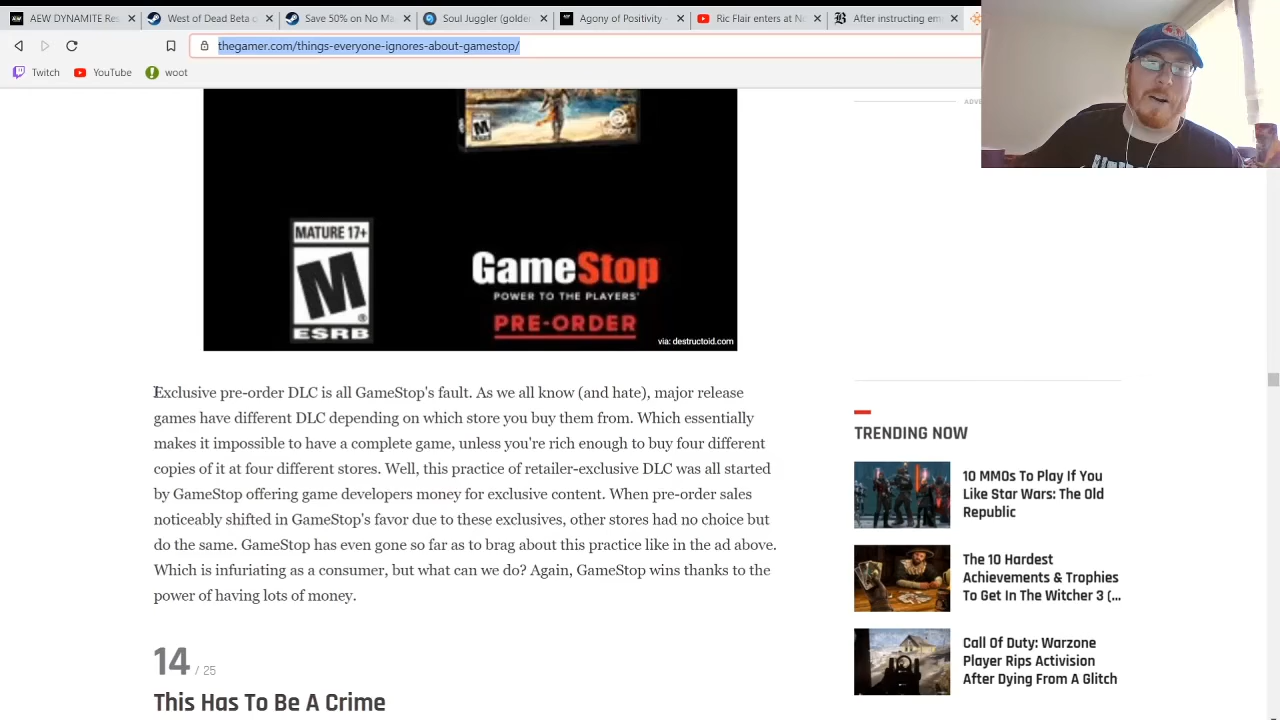 AEW DYNAMITE Res
West of Dead Beta o
Save 50% on No Ma
Soul Juggler (golden
Agony of Positivity -
Ric Flair enters at Ni
After instructing em
thegamer.com/things-everyone-ignores-about-gamestop/
Twitch
YouTube
woot
M
UBISOFT
ADVE
MATURE 17+
M
ESRB
GameStop
POWER TO THE PLAYERS
PRE-ORDER
via: destructoid.com
Exclusive pre-order DLC is all GameStop's fault. As we all know (and hate), major release
games have different DLC depending on which store you buy them from. Which essentially
makes it impossible to have a complete game, unless you're rich enough to buy four different
copies of it at four different stores. Well, this practice of retailer-exclusive DLC was all started
by GameStop offering game developers money for exclusive content. When pre-order sales
noticeably shifted in GameStop's favor due to these exclusives, other stores had no choice but
do the same. GameStop has even gone so far as to brag about this practice like in the ad above.
Which is infuriating as a consumer, but what can we do? Again, GameStop wins thanks to the
power of having lots of money.
14 / 25
This Has To Be A Crime
TRENDING NOW
10 MMOs To Play If You
Like Star Wars: The Old
Republic
The 10 Hardest
Achievements & Trophies
To Get In The Witcher 3 (...
Call Of Duty: Warzone
Player Rips Activision
After Dying From A Glitch